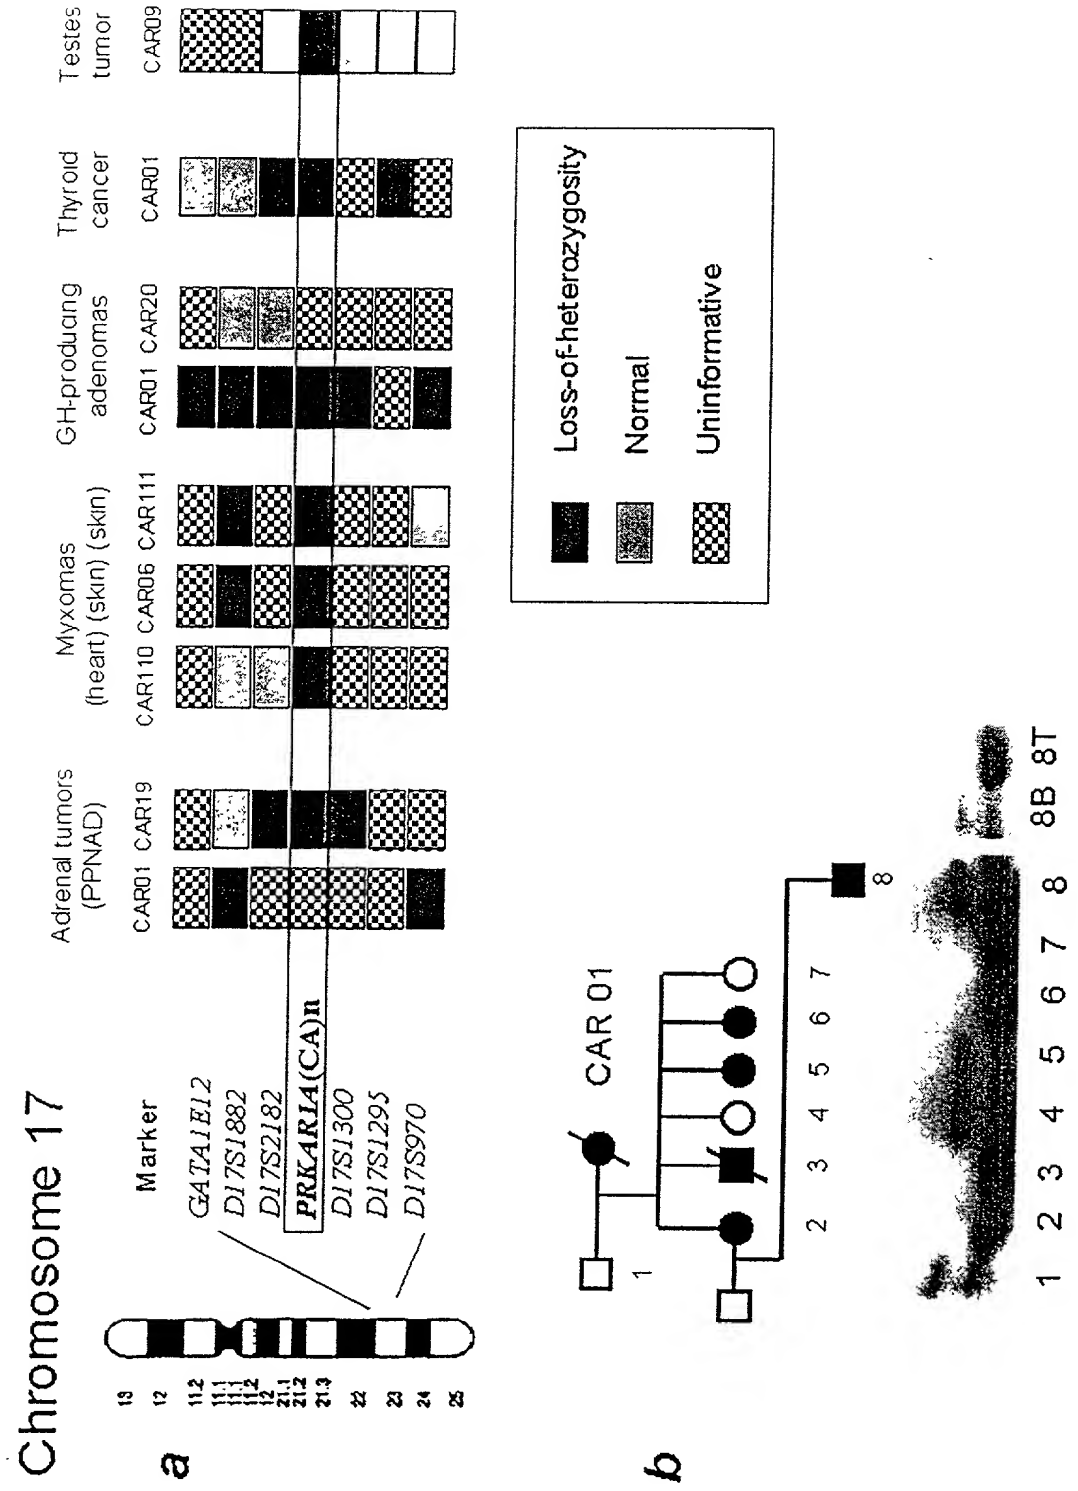 Chromosome 17
a
13
12
11.2
11.1
11.1
11.2
12
21.1
21.2
21.3
22
23
24
25
Marker
GATA1E12
D17S1882
D17S2182
PRKAR1A(CA)n
D17S1300
D17S1295
D17S970
Adrenal tumors
(PPNAD)
CAR01 CAR19
Myxomas
(heart) (skin) (skin)
CAR110 CAR06 CAR111
GH-producing
adenomas
CAR01 CAR20
Thyroid
cancer
CAR01
Testes
tumor
CAR09
Loss-of-heterozygosity
Normal
Uninformative
b
CAR 01
1
2 3 4 5 6 7
8
1 2 3 4 5 6 7 8 8B 8T